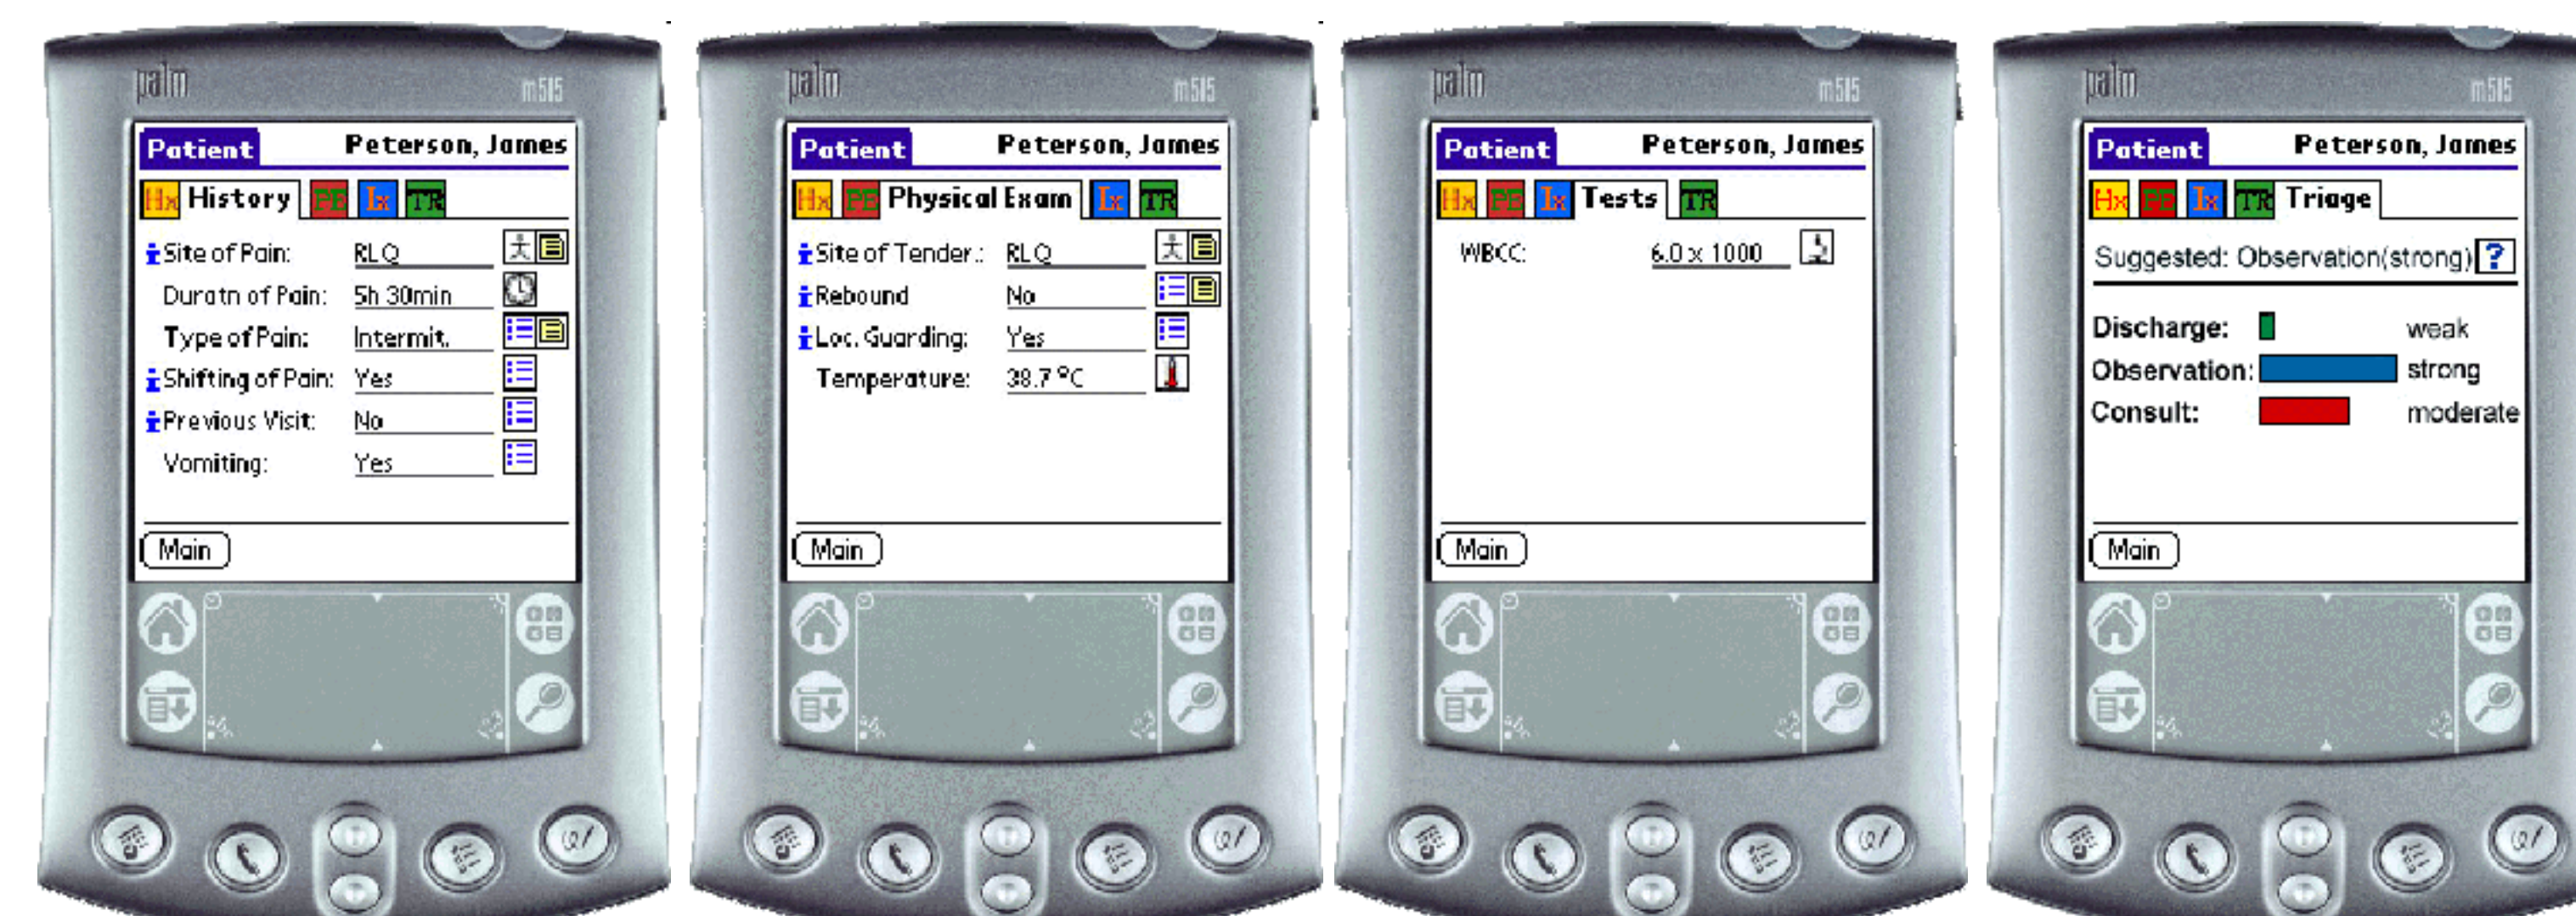 palm
m515
Patient Peterson, James
Hx History PE Ix TR
Site of Pain: RLQ
Duratn of Pain: 5h 30min
Type of Pain: Intermit.
Shifting of Pain: Yes
Previous Visit: No
Vomiting: Yes
Main
palm
m515
Patient Peterson, James
Hx PE Physical Exam Ix TR
Site of Tender.: RLQ
Rebound No
Loc. Guarding: Yes
Temperature: 38.7 °C
Main
palm
m515
Patient Peterson, James
Hx PE Ix Tests TR
WBCC: 6.0 x 1000
Main
palm
m515
Patient Peterson, James
Hx PE Ix TR Triage
Suggested: Observation(strong) ?
Discharge: weak
Observation: strong
Consult: moderate
Main